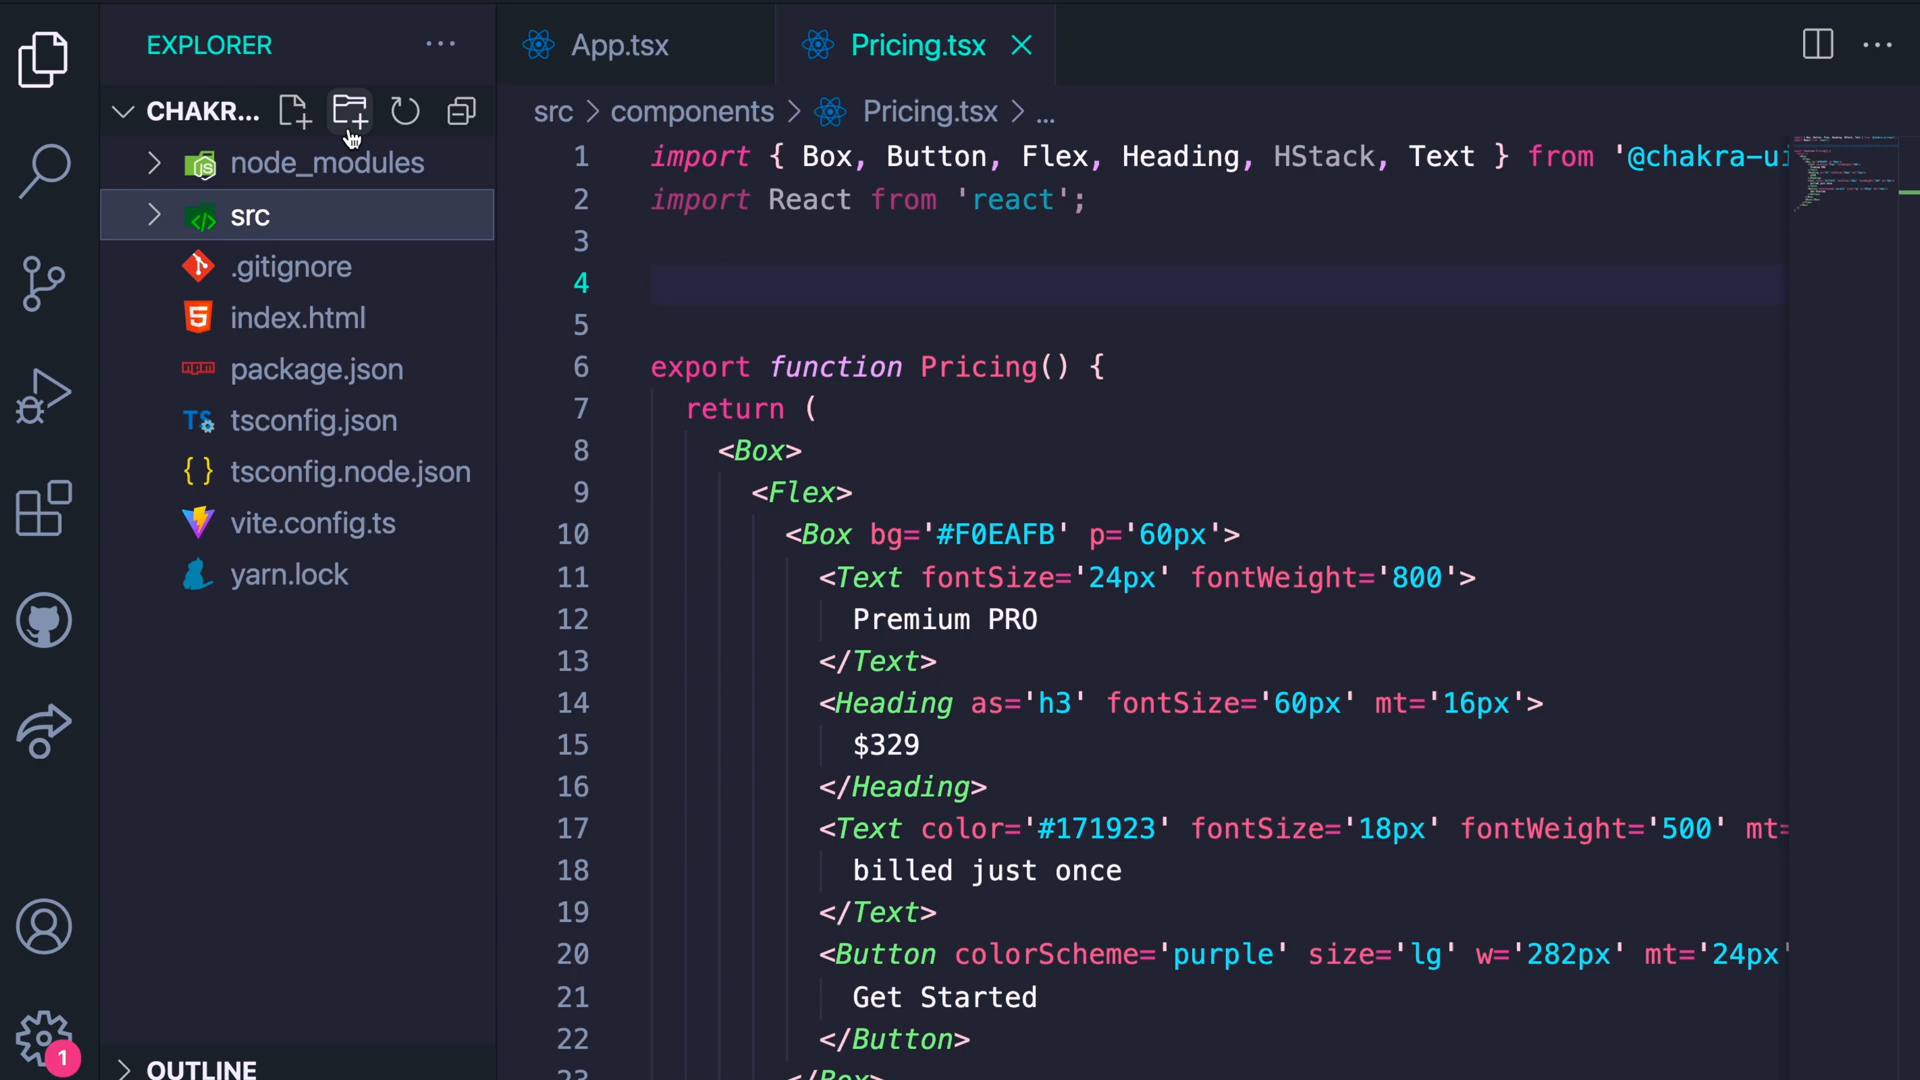 EXPLORER
CHAKR...
node_modules
src
.gitignore
index.html
package.json
TS tsconfig.json
{} tsconfig.node.json
vite.config.ts
yarn.lock
OUTLINE
1
App.tsx
Pricing.tsx
src > components > Pricing.tsx > ...
1 import { Box, Button, Flex, Heading, HStack, Text } from '@chakra-ui
2 import React from 'react';
3
4
5
6 export function Pricing() {
7 return (
8 <Box>
9 <Flex>
10 <Box bg='#F0EAFB' p='60px'>
11 <Text fontSize='24px' fontWeight='800'>
12 Premium PRO
13 </Text>
14 <Heading as='h3' fontSize='60px' mt='16px'>
15 $329
16 </Heading>
17 <Text color='#171923' fontSize='18px' fontWeight='500' mt=
18 billed just once
19 </Text>
20 <Button colorScheme='purple' size='lg' w='282px' mt='24px'
21 Get Started
22 </Button>
23 </Box>